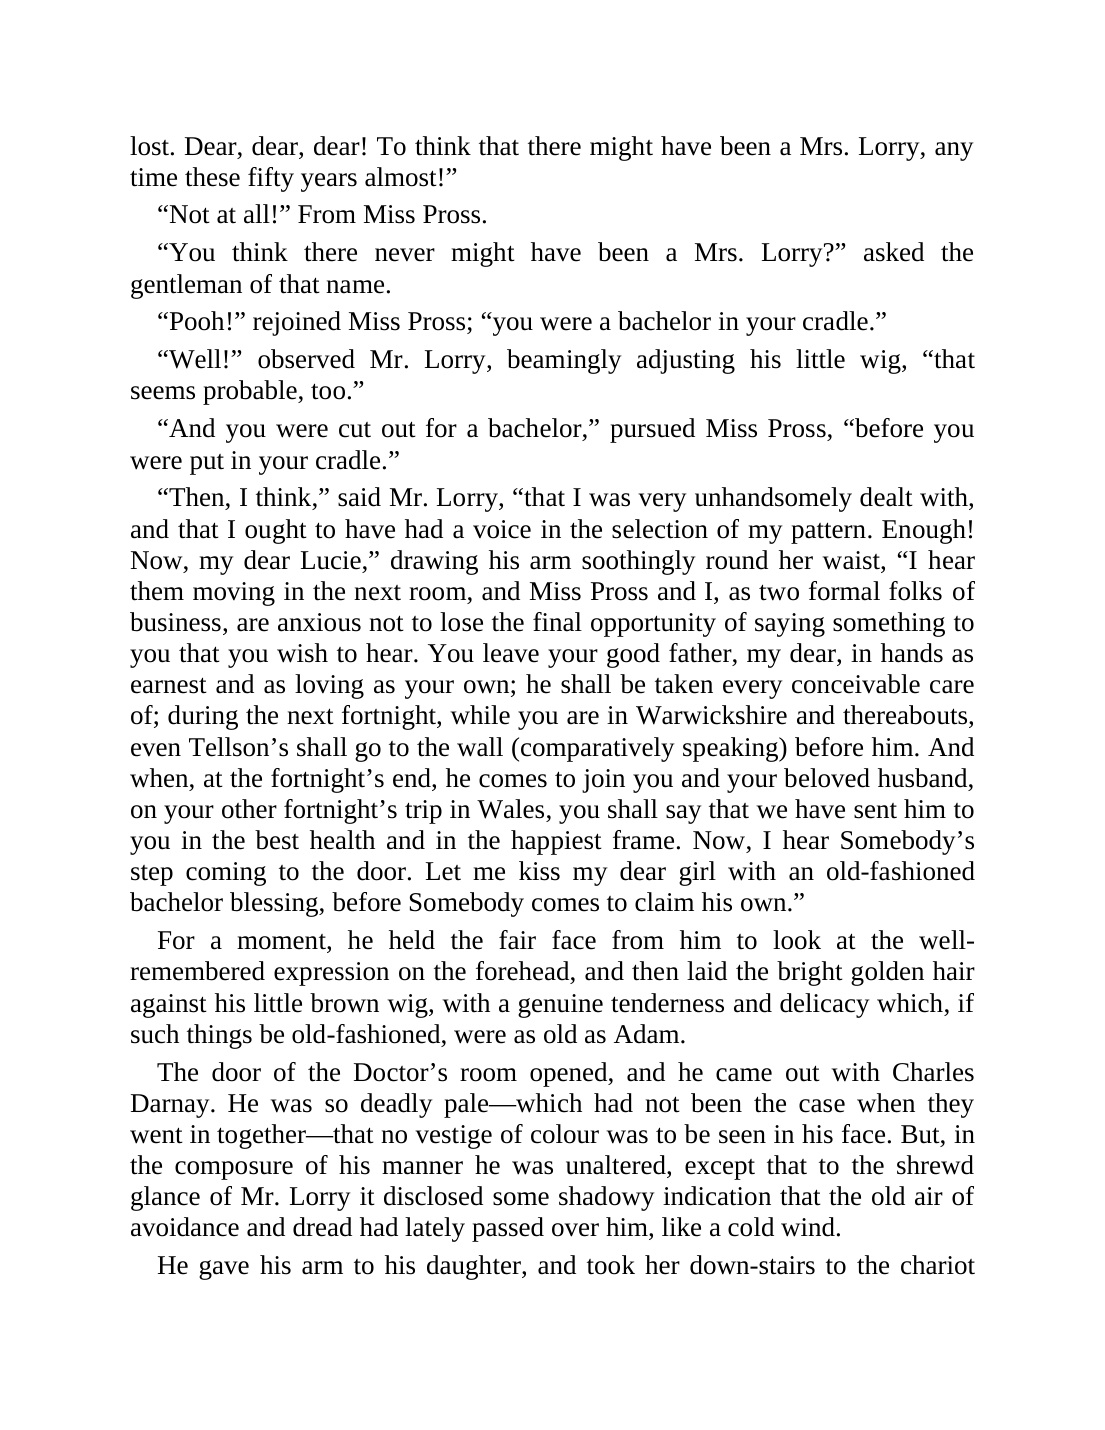 lost. Dear, dear, dear! To think that there might have been a Mrs. Lorry, any
time these fifty years almost!”
“Not at all!” From Miss Pross.
“You think there never might have been a Mrs. Lorry?” asked the
gentleman of that name.
“Pooh!” rejoined Miss Pross; “you were a bachelor in your cradle.”
“Well!” observed Mr. Lorry, beamingly adjusting his little wig, “that
seems probable, too.”
“And you were cut out for a bachelor,” pursued Miss Pross, “before you
were put in your cradle.”
“Then, I think,” said Mr. Lorry, “that I was very unhandsomely dealt with,
and that I ought to have had a voice in the selection of my pattern. Enough!
Now, my dear Lucie,” drawing his arm soothingly round her waist, “I hear
them moving in the next room, and Miss Pross and I, as two formal folks of
business, are anxious not to lose the final opportunity of saying something to
you that you wish to hear. You leave your good father, my dear, in hands as
earnest and as loving as your own; he shall be taken every conceivable care
of; during the next fortnight, while you are in Warwickshire and thereabouts,
even Tellson’s shall go to the wall (comparatively speaking) before him. And
when, at the fortnight’s end, he comes to join you and your beloved husband,
on your other fortnight’s trip in Wales, you shall say that we have sent him to
you in the best health and in the happiest frame. Now, I hear Somebody’s
step coming to the door. Let me kiss my dear girl with an old-fashioned
bachelor blessing, before Somebody comes to claim his own.”
For a moment, he held the fair face from him to look at the well-
remembered expression on the forehead, and then laid the bright golden hair
against his little brown wig, with a genuine tenderness and delicacy which, if
such things be old-fashioned, were as old as Adam.
The door of the Doctor’s room opened, and he came out with Charles
Darnay. He was so deadly pale—which had not been the case when they
went in together—that no vestige of colour was to be seen in his face. But, in
the composure of his manner he was unaltered, except that to the shrewd
glance of Mr. Lorry it disclosed some shadowy indication that the old air of
avoidance and dread had lately passed over him, like a cold wind.
He gave his arm to his daughter, and took her down-stairs to the chariot